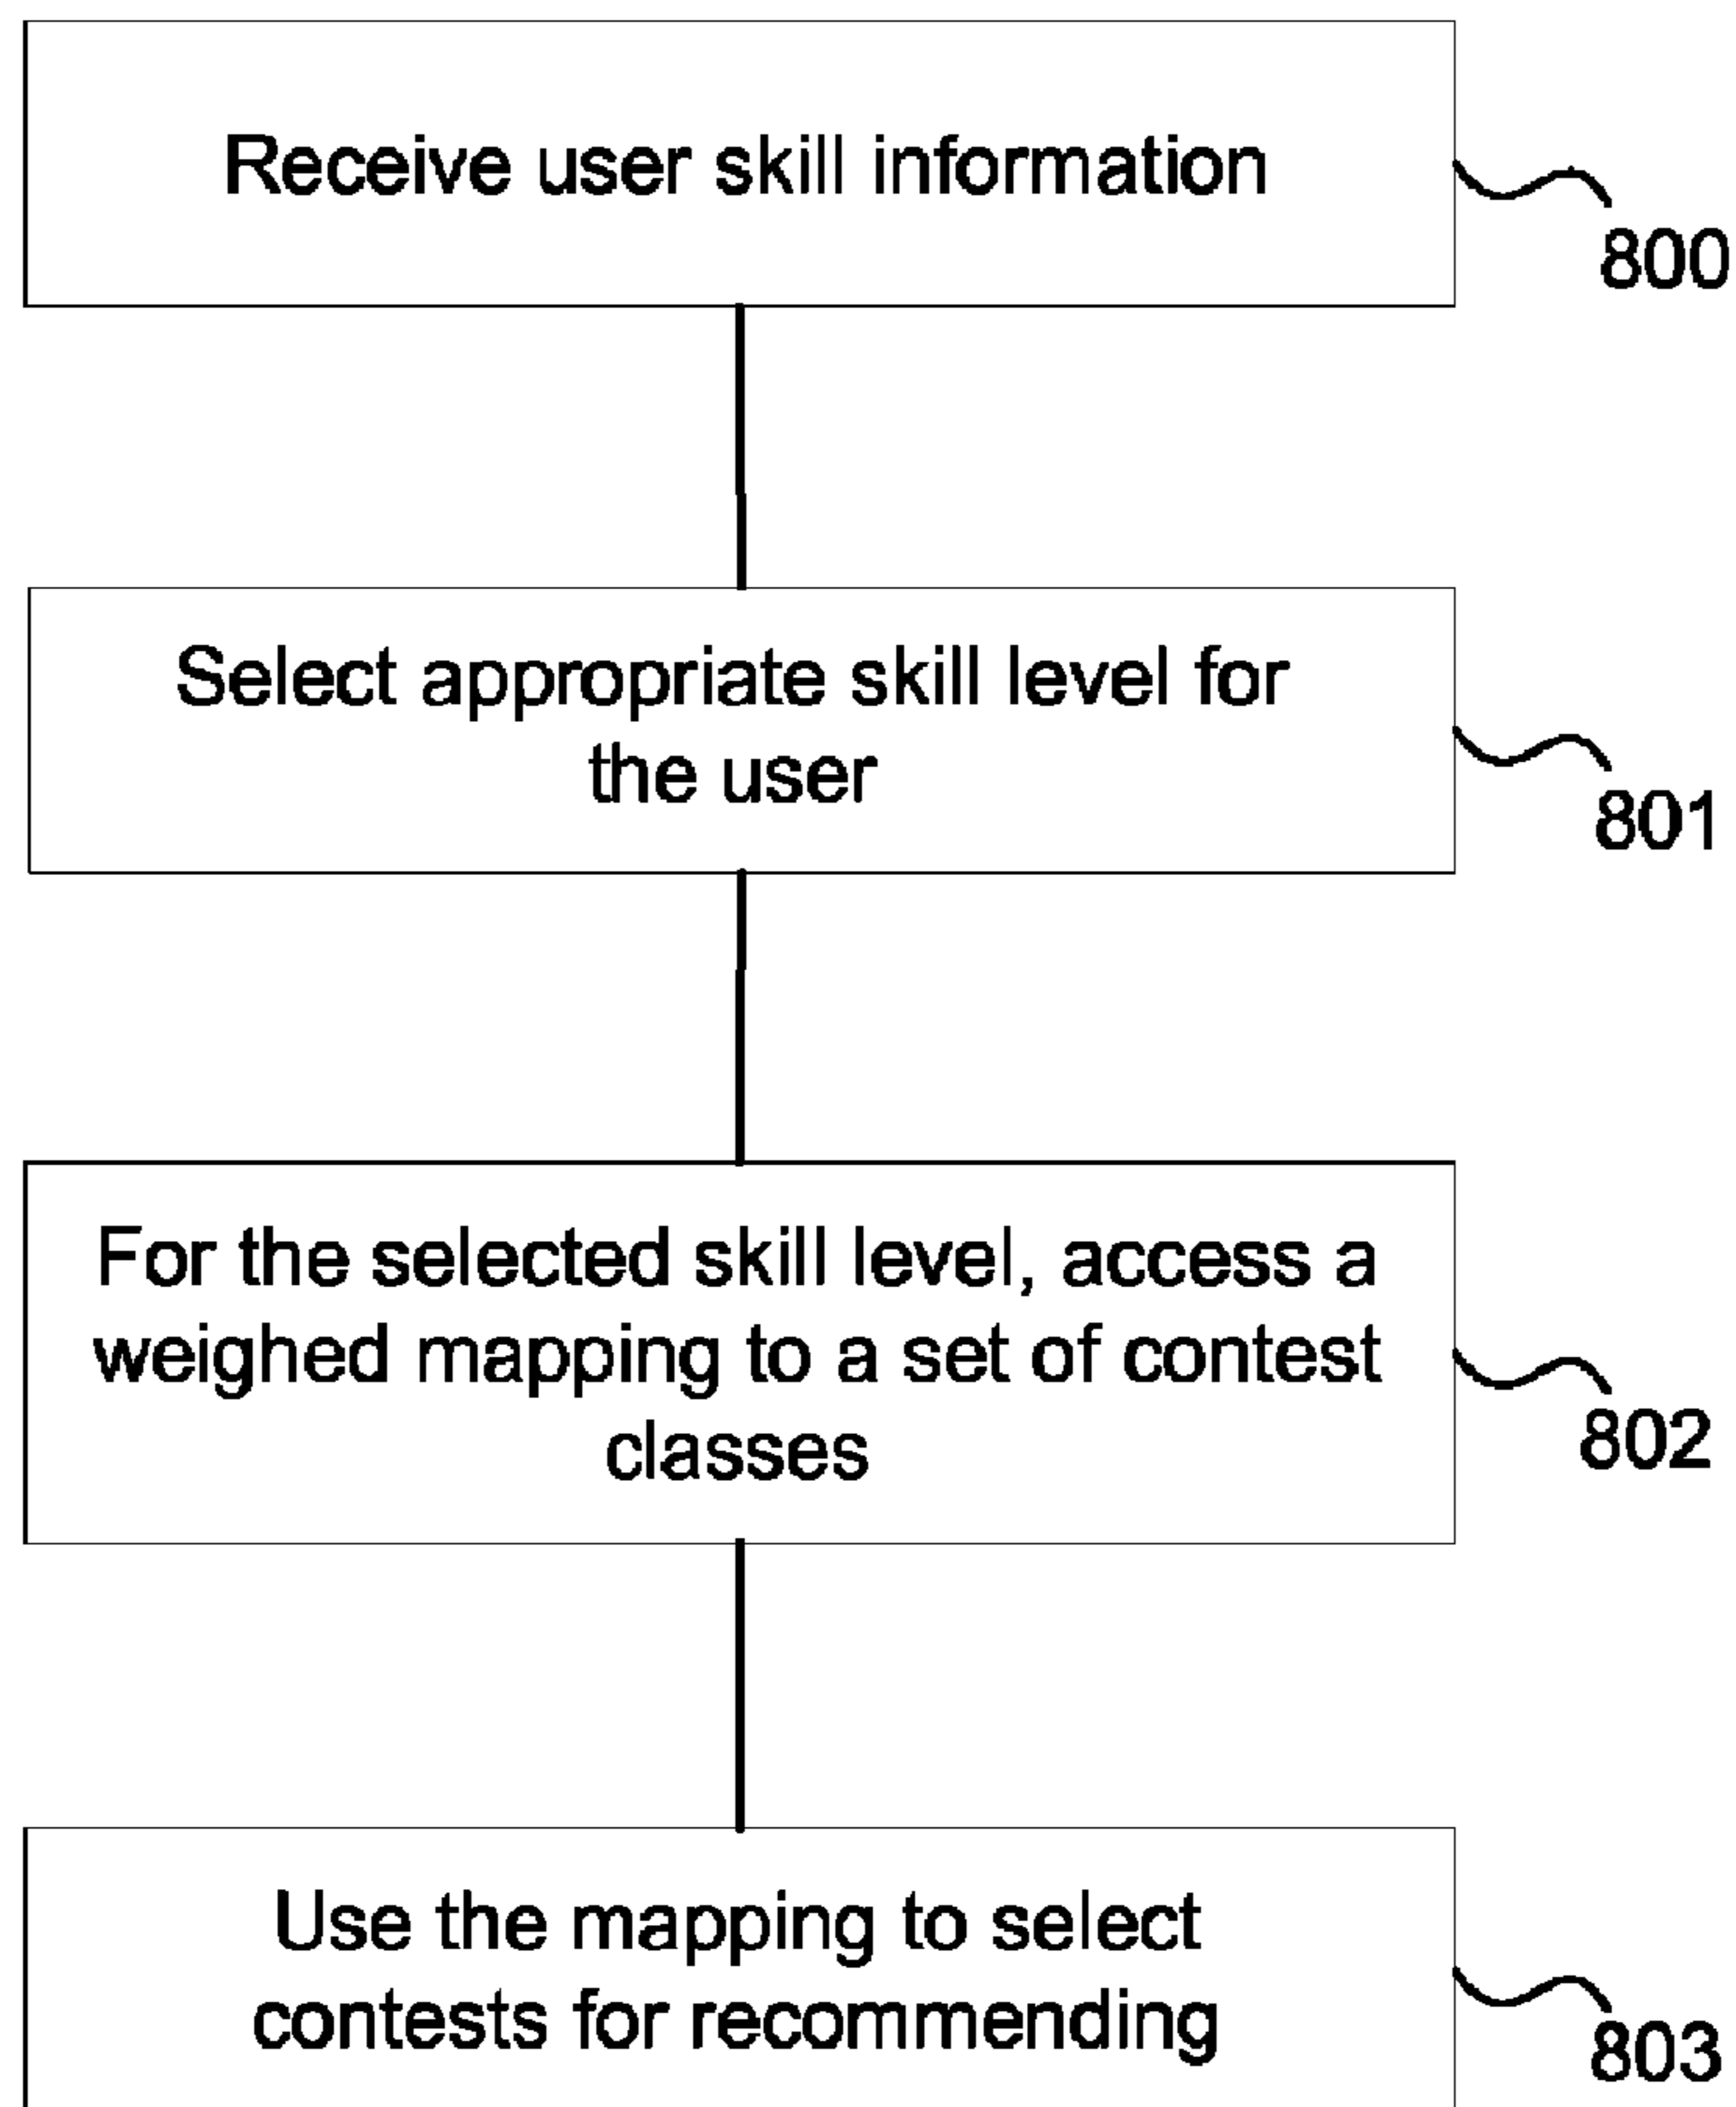 Receive user skill information
800
Select appropriate skill level for
the user
801
For the selected skill level, access a
weighed mapping to a set of contest
classes
802
Use the mapping to select
contests for recommending
803